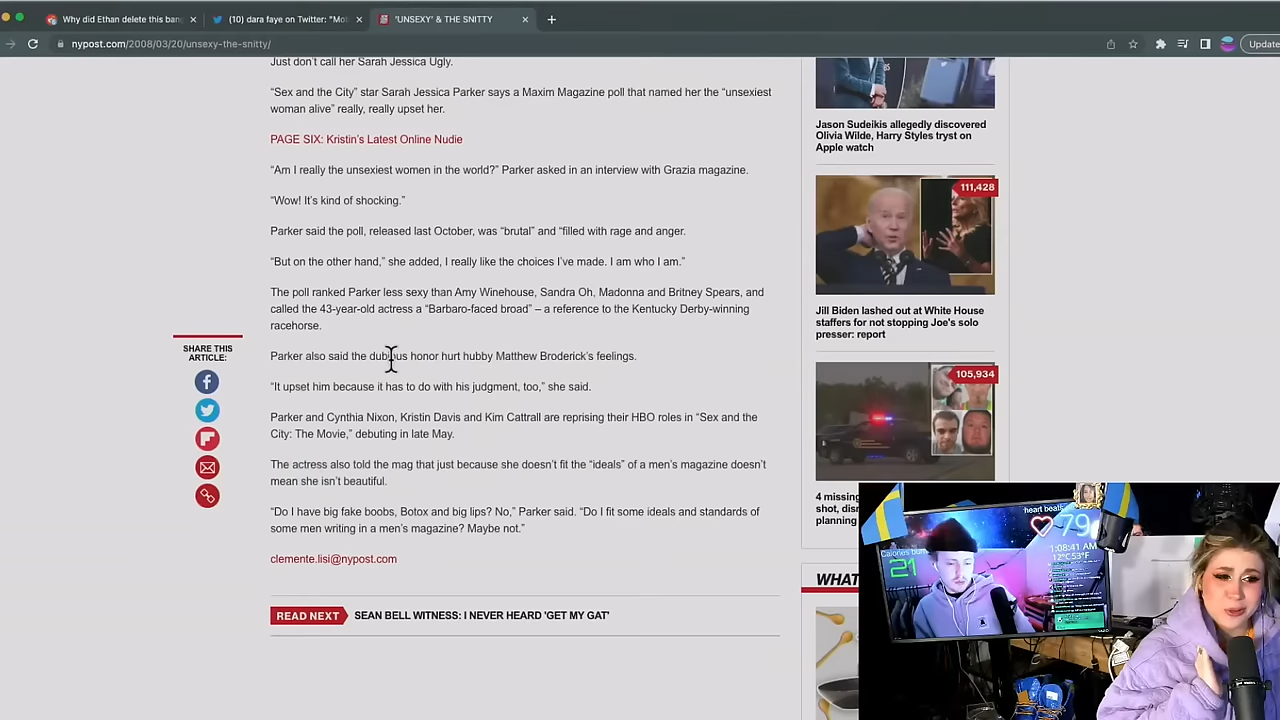 Why did Ethan delete this ban
(10) dara faye on Twitter: "Mot
'UNSEXY' & THE SNITTY
nypost.com/2008/03/20/unsexy-the-snitty/
Update
Just don't call her Sarah Jessica Ugly.
"Sex and the City" star Sarah Jessica Parker says a Maxim Magazine poll that named her the "unsexiest
woman alive" really, really upset her.
PAGE SIX: Kristin's Latest Online Nudie
"Am I really the unsexiest women in the world?" Parker asked in an interview with Grazia magazine.
"Wow! It's kind of shocking."
Parker said the poll, released last October, was "brutal" and "filled with rage and anger.
"But on the other hand," she added, I really like the choices I've made. I am who I am."
The poll ranked Parker less sexy than Amy Winehouse, Sandra Oh, Madonna and Britney Spears, and
called the 43-year-old actress a "Barbaro-faced broad" – a reference to the Kentucky Derby-winning
racehorse.
Parker also said the dubious honor hurt hubby Matthew Broderick's feelings.
"It upset him because it has to do with his judgment, too," she said.
Parker and Cynthia Nixon, Kristin Davis and Kim Cattrall are reprising their HBO roles in "Sex and the
City: The Movie," debuting in late May.
The actress also told the mag that just because she doesn't fit the "ideals" of a men's magazine doesn't
mean she isn't beautiful.
"Do I have big fake boobs, Botox and big lips? No," Parker said. "Do I fit some ideals and standards of
some men writing in a men's magazine? Maybe not."
clemente.lisi@nypost.com
READ NEXT SEAN BELL WITNESS: I NEVER HEARD 'GET MY GAT'
SHARE THIS
ARTICLE:
Jason Sudeikis allegedly discovered
Olivia Wilde, Harry Styles tryst on
Apple watch
111,428
Jill Biden lashed out at White House
staffers for not stopping Joe's solo
presser: report
105,934
4 missing
shot, dis
planning
WHAT
heart beats
79
Calories burn
21
1:08:41 AM
12°C 53°F